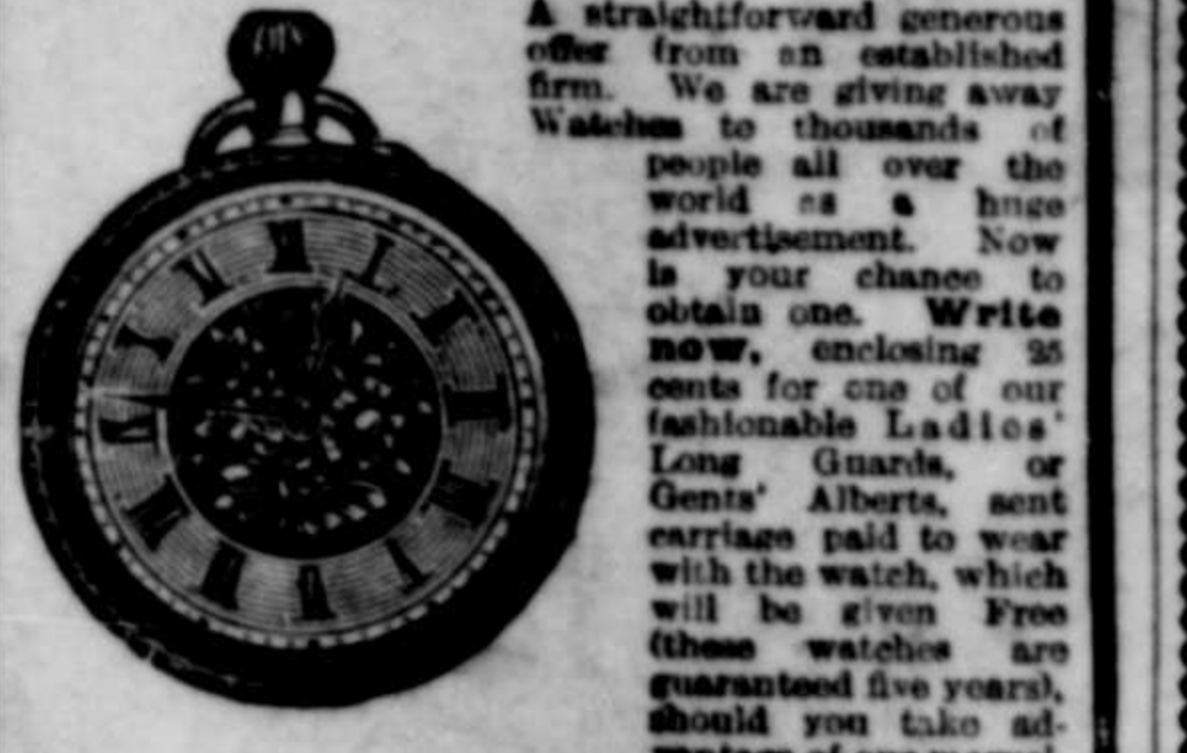 A straightforward generous
offer from an established
firm. We are giving away
Watches to thousands of
people all over the
world as a huge
advertisement. Now
is your chance to
obtain one. Write
now, enclosing 25
cents for one of our
fashionable Ladies'
Long Guards, or
Gents' Alberts, sent
carriage paid to wear
with the watch, which
will be given Free
(these watches are
guaranteed five years),
should you take ad-